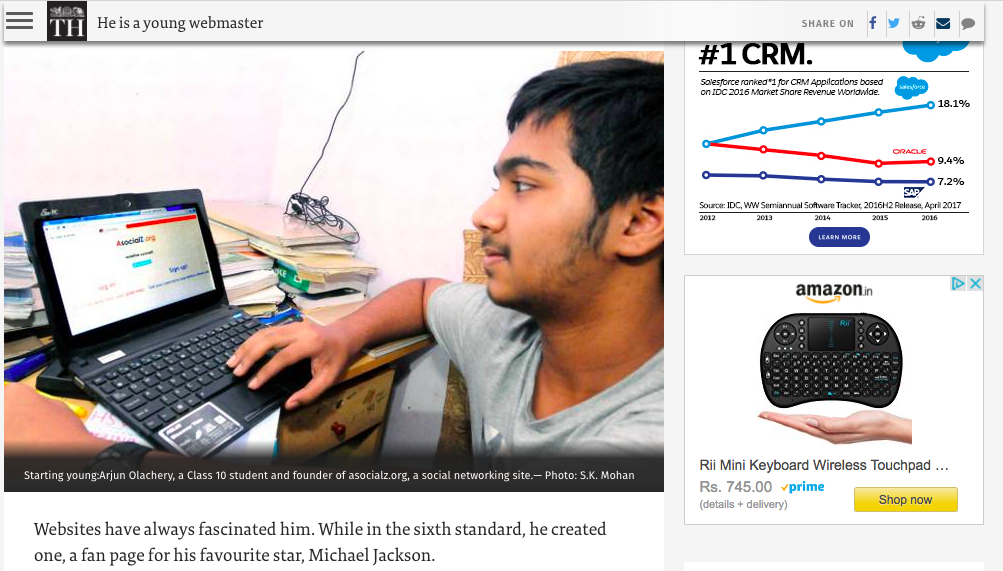 TH
He is a young webmaster
SHARE ON
#1 CRM.
Salesforce ranked #1 for CRM Applications based
on IDC 2016 Market Share Revenue Worldwide.
salesforce
18.1%
ORACLE
9.4%
7.2%
SAP
Source: IDC, WW Semiannual Software Tracker, 2016H2 Release, April 2017
2012 2013 2014 2015 2016
LEARN MORE
Eee PC
AsocialZ.org
Sign up!
Starting young:Arjun Olachery, a Class 10 student and founder of asocialz.org, a social networking site.— Photo: S.K. Mohan
Websites have always fascinated him. While in the sixth standard, he created
one, a fan page for his favourite star, Michael Jackson.
amazon.in
Rii
Rii Mini Keyboard Wireless Touchpad ...
Rs. 745.00 prime
(details + delivery)
Shop now